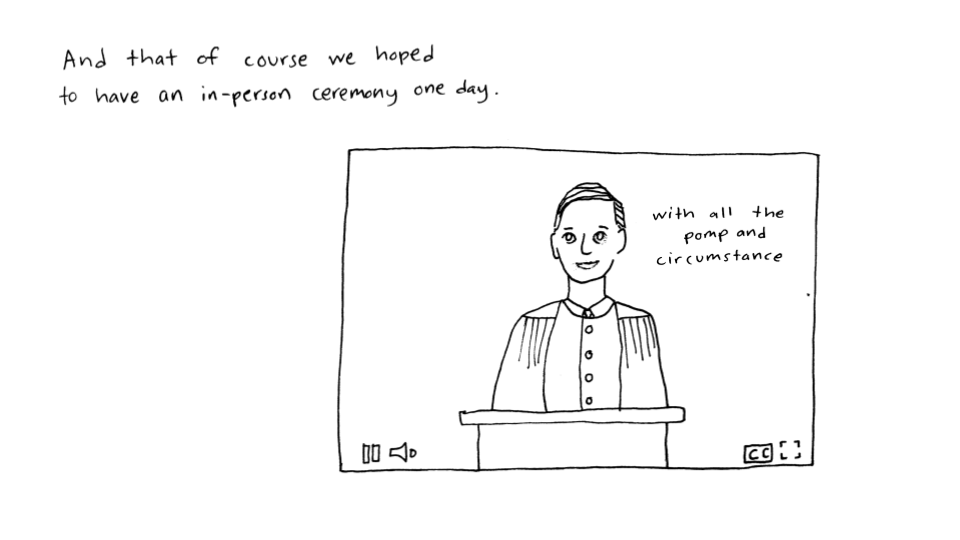 And that of course we hoped
to have an in-person ceremony one day.
with all the
pomp and
circumstance
CC